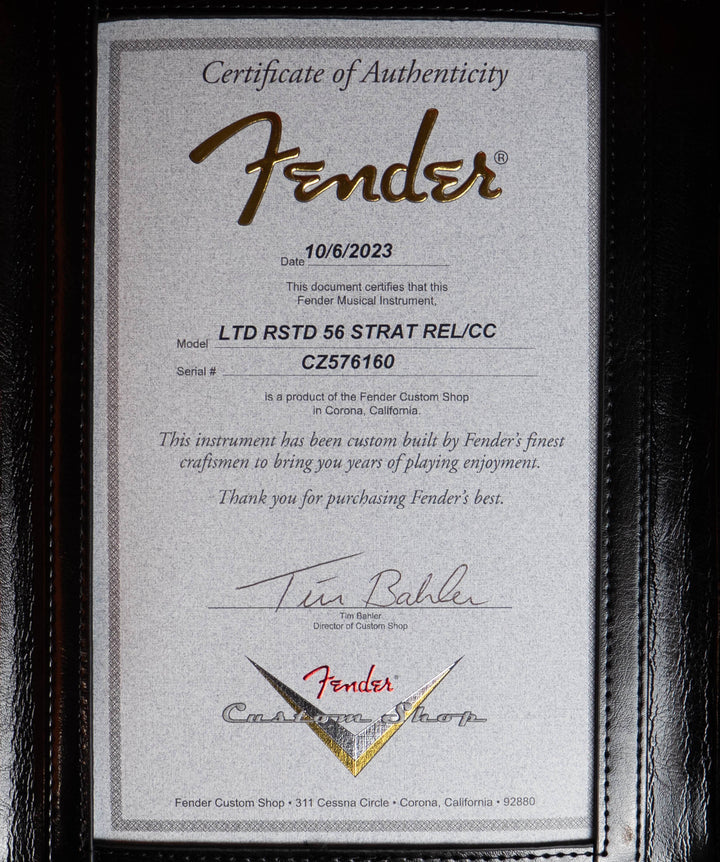 Certificate of Authenticity
Fender®
Date 10/6/2023
This document certifies that this
Fender Musical Instrument,
Model LTD RSTD 56 STRAT REL/CC
Serial # CZ576160
is a product of the Fender Custom Shop
in Corona, California.
This instrument has been custom built by Fender's finest
craftsmen to bring you years of playing enjoyment.
Thank you for purchasing Fender's best.
Tim Bahler
Tim Bahler
Director of Custom Shop
Fender®
Custom Shop
Fender Custom Shop • 311 Cessna Circle • Corona, California • 92880